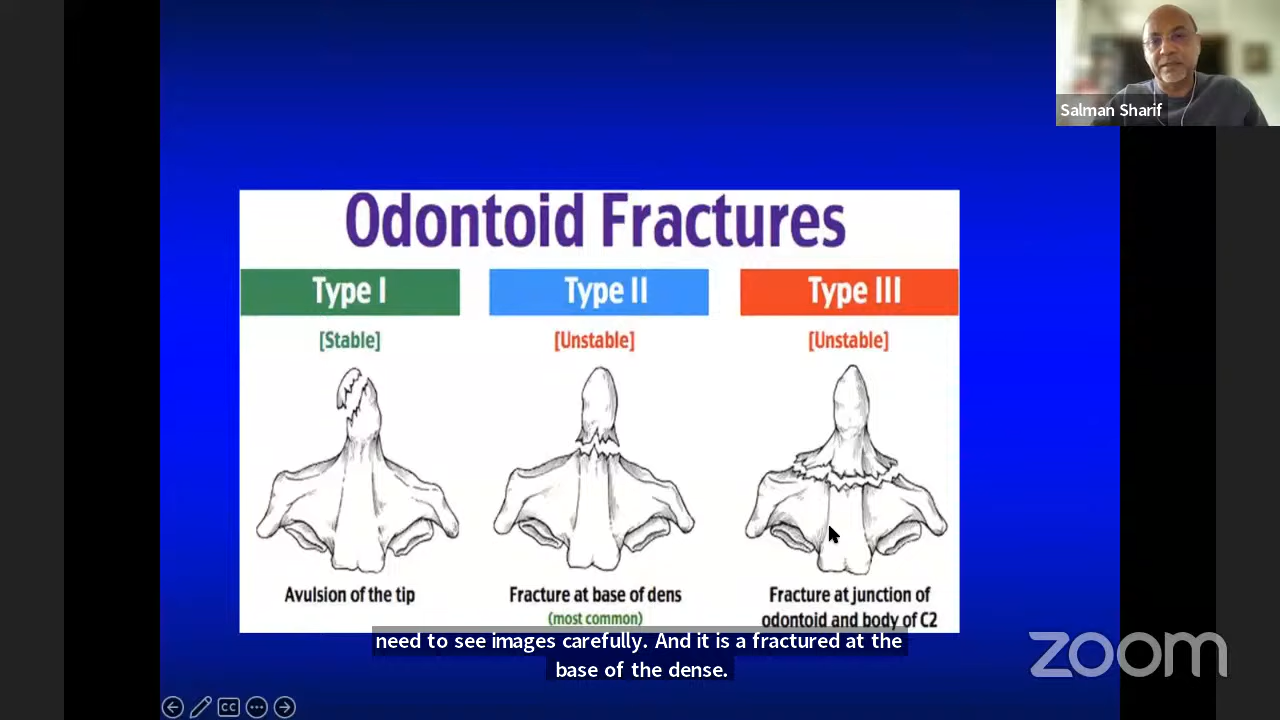 Salman Sharif
Odontoid Fractures
Type I
Type II
Type III
[Stable]
[Unstable]
[Unstable]
Avulsion of the tip
Fracture at base of dens
(most common)
Fracture at junction of
odontoid and body of C2
need to see images carefully. And it is a fractured at the
base of the dense.
zoom
CC